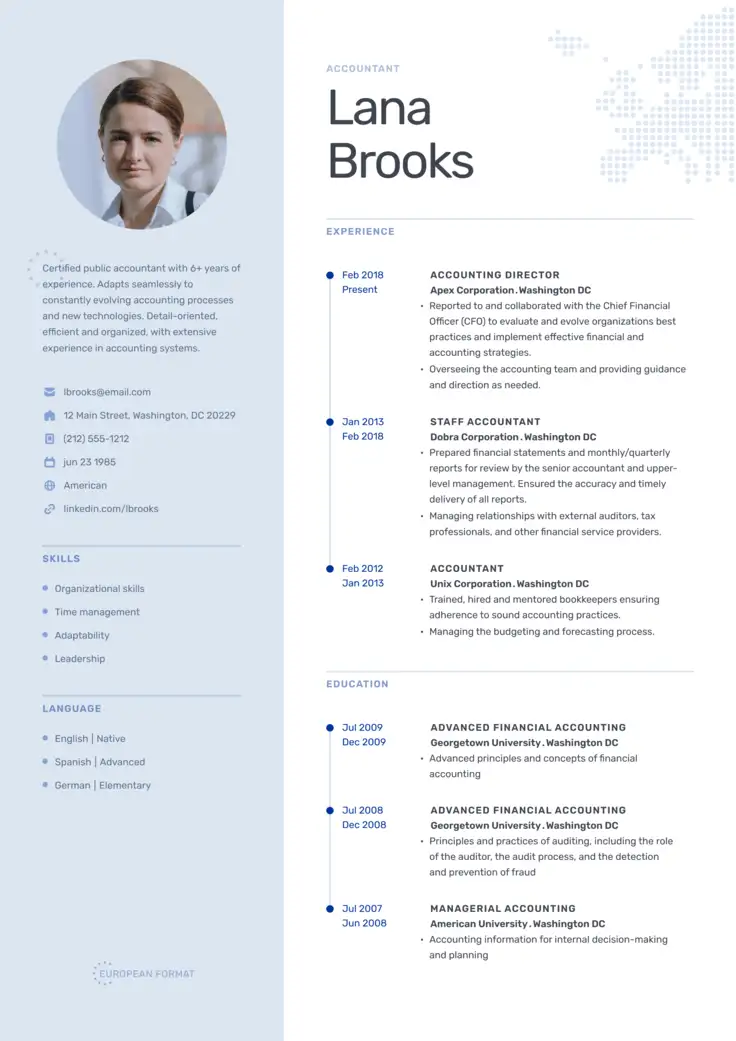 Certified public accountant with 6+ years of
experience. Adapts seamlessly to
constantly evolving accounting processes
and new technologies. Detail-oriented,
efficient and organized, with extensive
experience in accounting systems.
lbrooks@email.com
12 Main Street, Washington, DC 20229
(212) 555-1212
jun 23 1985
American
linkedin.com/lbrooks
SKILLS
Organizational skills
Time management
Adaptability
Leadership
LANGUAGE
English | Native
Spanish | Advanced
German | Elementary
EUROPEAN FORMAT
ACCOUNTANT
Lana
Brooks
EXPERIENCE
Feb 2018
Present
ACCOUNTING DIRECTOR
Apex Corporation . Washington DC
• Reported to and collaborated with the Chief Financial
Officer (CFO) to evaluate and evolve organizations best
practices and implement effective financial and
accounting strategies.
• Overseeing the accounting team and providing guidance
and direction as needed.
Jan 2013
Feb 2018
STAFF ACCOUNTANT
Dobra Corporation . Washington DC
• Prepared financial statements and monthly/quarterly
reports for review by the senior accountant and upper-
level management. Ensured the accuracy and timely
delivery of all reports.
• Managing relationships with external auditors, tax
professionals, and other financial service providers.
Feb 2012
Jan 2013
ACCOUNTANT
Unix Corporation . Washington DC
• Trained, hired and mentored bookkeepers ensuring
adherence to sound accounting practices.
• Managing the budgeting and forecasting process.
EDUCATION
Jul 2009
Dec 2009
ADVANCED FINANCIAL ACCOUNTING
Georgetown University . Washington DC
• Advanced principles and concepts of financial
accounting
Jul 2008
Dec 2008
ADVANCED FINANCIAL ACCOUNTING
Georgetown University . Washington DC
• Principles and practices of auditing, including the role
of the auditor, the audit process, and the detection
and prevention of fraud
Jul 2007
Jun 2008
MANAGERIAL ACCOUNTING
American University . Washington DC
• Accounting information for internal decision-making
and planning